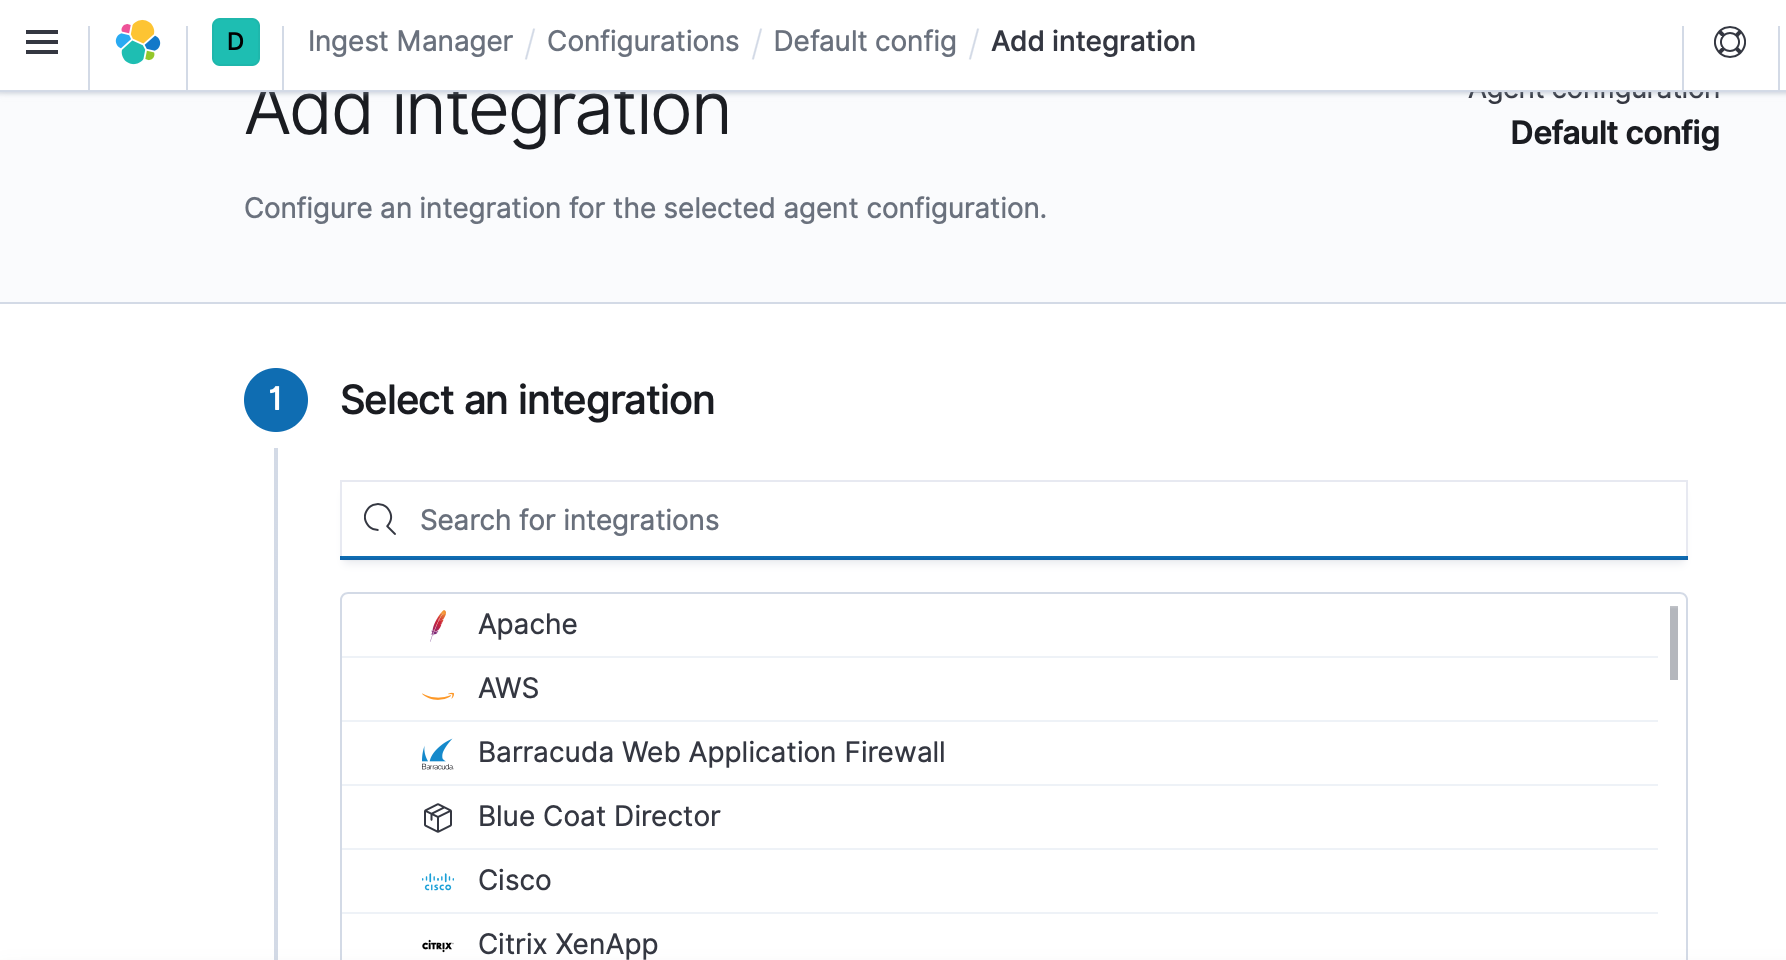 D
Ingest Manager / Configurations / Default config / Add integration
Add integration
Agent configuration
Default config
Configure an integration for the selected agent configuration.
1
Select an integration
Search for integrations
Apache
AWS
Barracuda
Barracuda Web Application Firewall
Blue Coat Director
CISCO
Cisco
CITRIX
Citrix XenApp